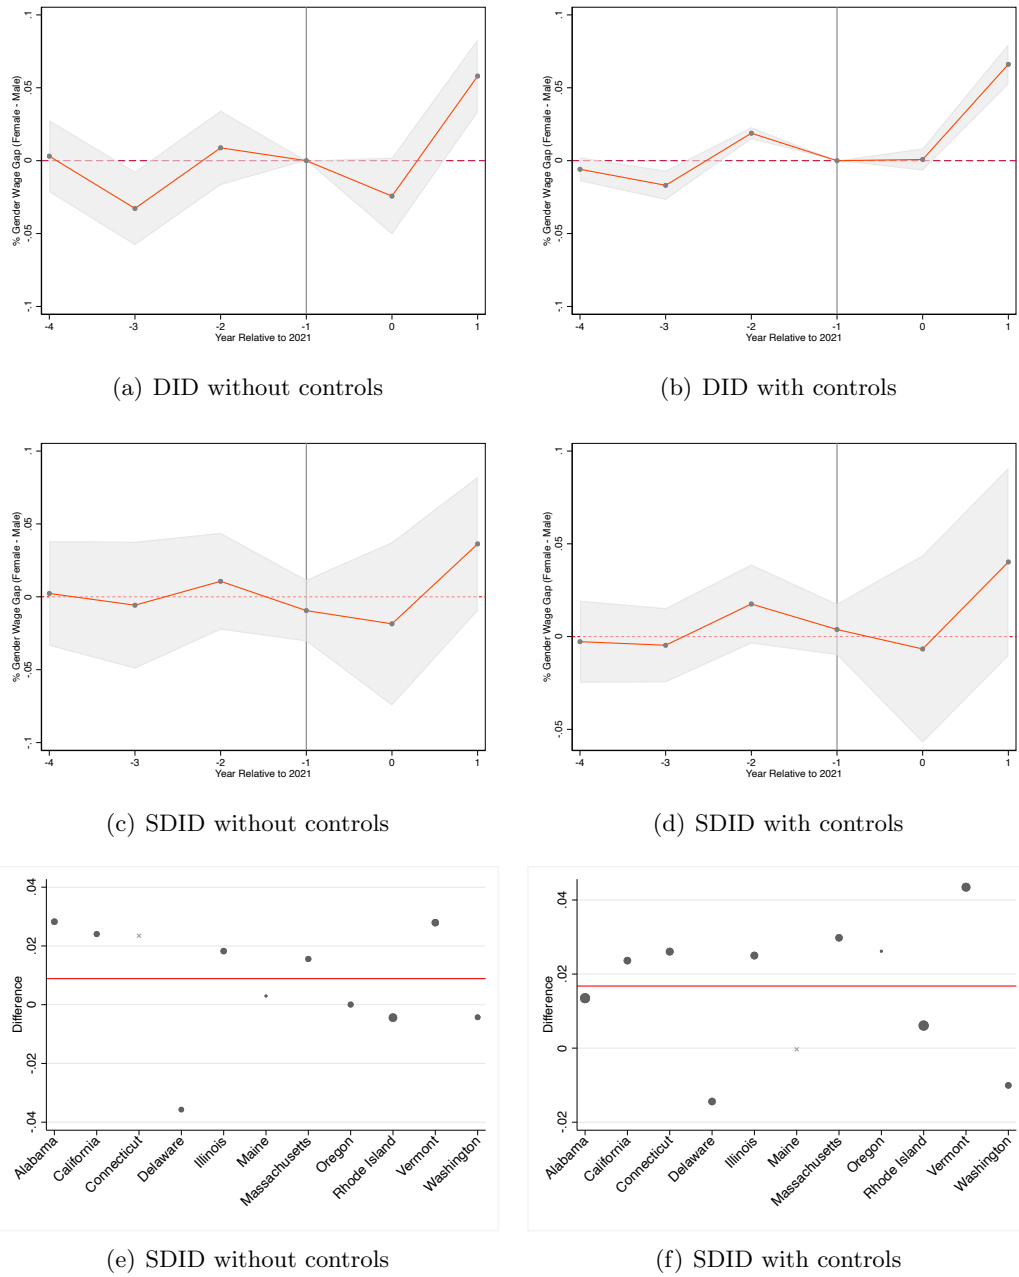 % Gender Wage Gap (Female - Male)
.1
.05
0
-.05
-.1
-4 -3 -2 -1 0 1
Year Relative to 2021
(a) DID without controls
% Gender Wage Gap (Female - Male)
.1
.05
0
-.05
-.1
-4 -3 -2 -1 0 1
Year Relative to 2021
(b) DID with controls
% Gender Wage Gap (Female - Male)
.1
.05
0
-.05
-.1
-4 -3 -2 -1 0 1
Year Relative to 2021
(c) SDID without controls
% Gender Wage Gap (Female - Male)
.1
.05
0
-.05
-4 -3 -2 -1 0 1
Year Relative to 2021
(d) SDID with controls
Difference
.04
.02
0
-.02
-.04
Alabama
California
Connecticut
Delaware
Illinois
Maine
Massachusetts
Oregon
Rhode Island
Vermont
Washington
(e) SDID without controls
Difference
.04
.02
0
-.02
Alabama
California
Connecticut
Delaware
Illinois
Maine
Massachusetts
Oregon
Rhode Island
Vermont
Washington
(f) SDID with controls